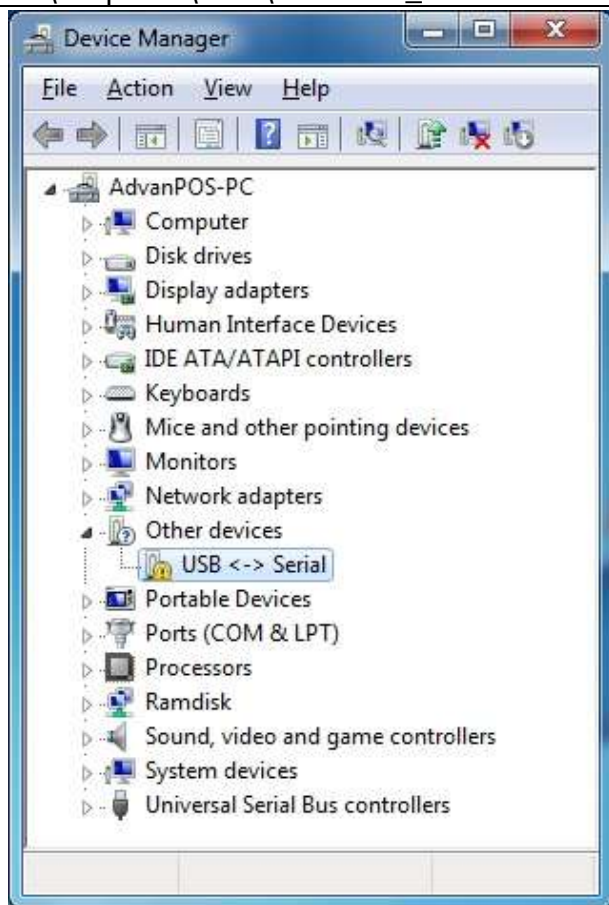 Device Manager
File Action View Help
AdvanPOS-PC
Computer
Disk drives
Display adapters
Human Interface Devices
IDE ATA/ATAPI controllers
Keyboards
Mice and other pointing devices
Monitors
Network adapters
Other devices
USB <-> Serial
Portable Devices
Ports (COM & LPT)
Processors
Ramdisk
Sound, video and game controllers
System devices
Universal Serial Bus controllers